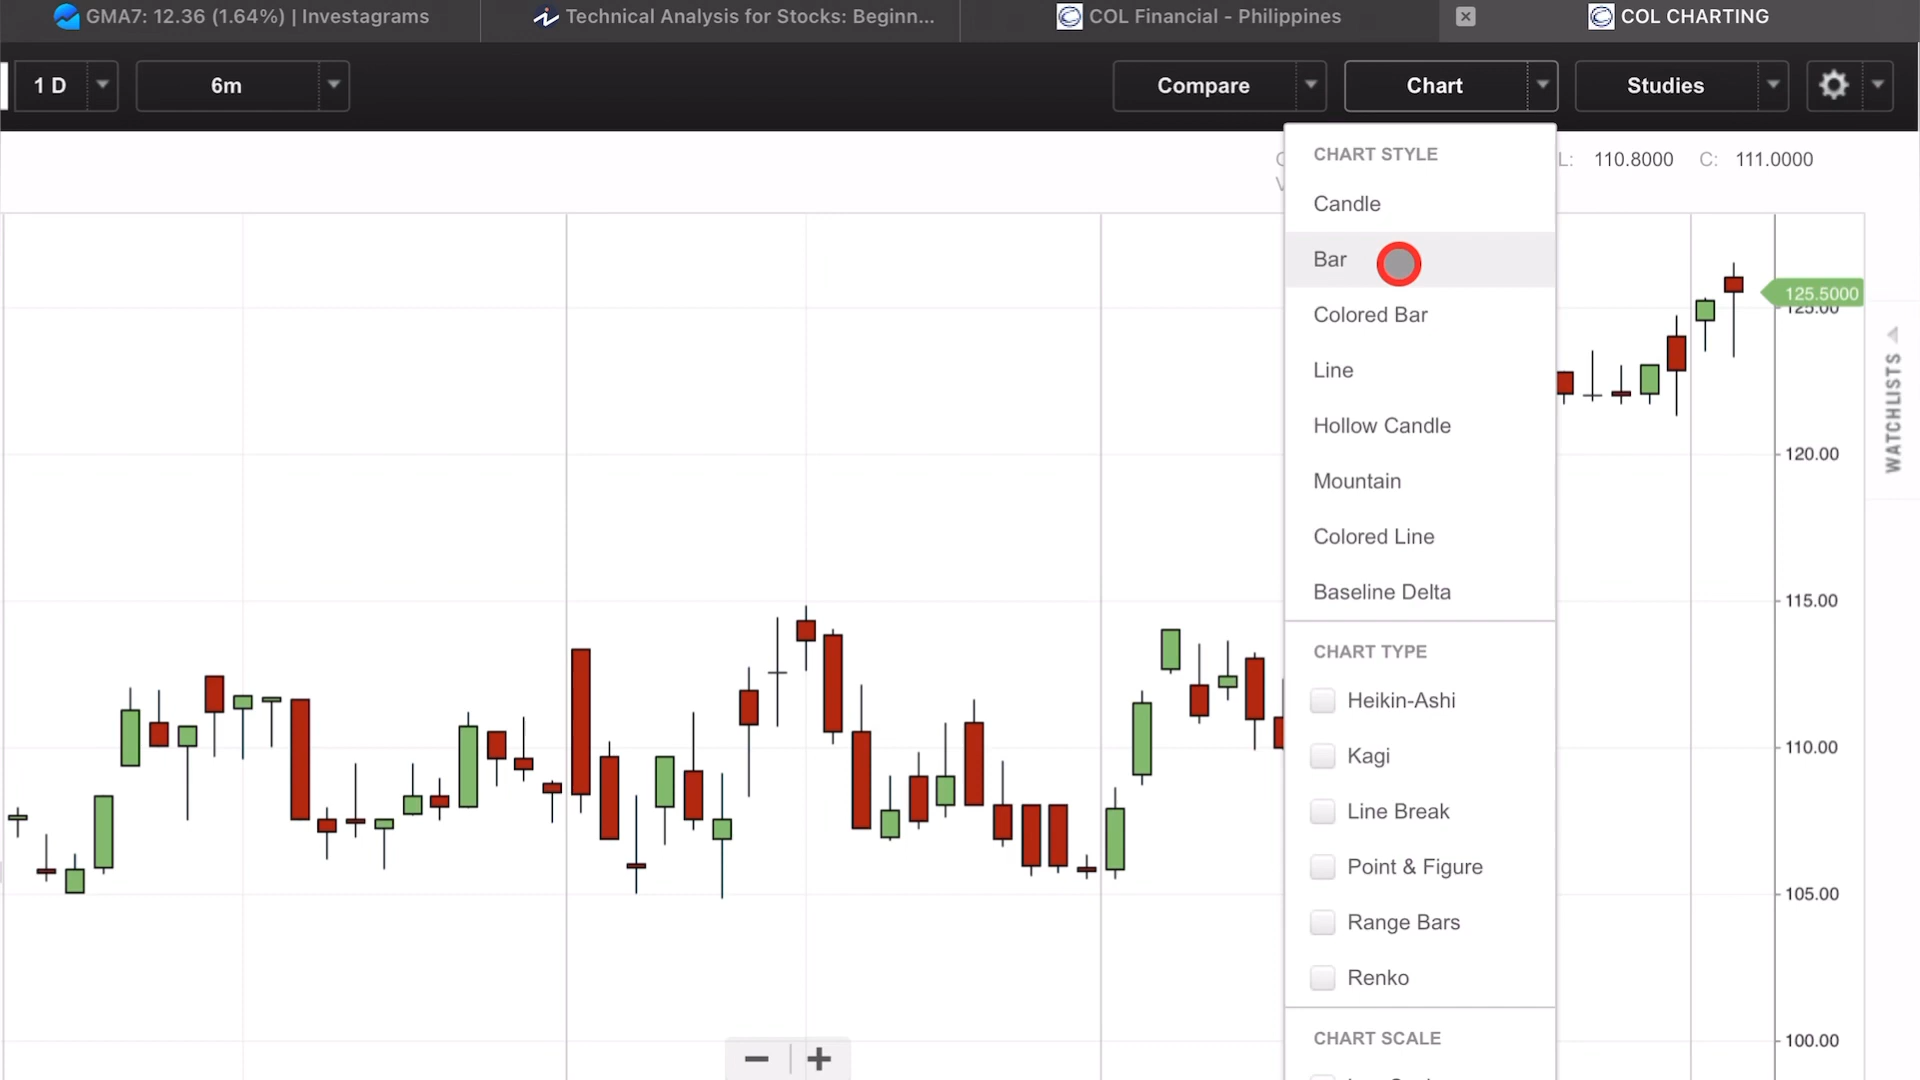 GMA7: 12.36 (1.64%) | Investagrams
Technical Analysis for Stocks: Beginn...
COL Financial - Philippines
COL CHARTING
1 D
6m
Compare
Chart
Studies
CHART STYLE
L: 110.8000 C: 111.0000
Candle
Bar
Colored Bar
Line
Hollow Candle
Mountain
Colored Line
Baseline Delta
CHART TYPE
Heikin-Ashi
Kagi
Line Break
Point & Figure
Range Bars
Renko
CHART SCALE
125.5000
125.00
120.00
115.00
110.00
105.00
100.00
WATCHLISTS